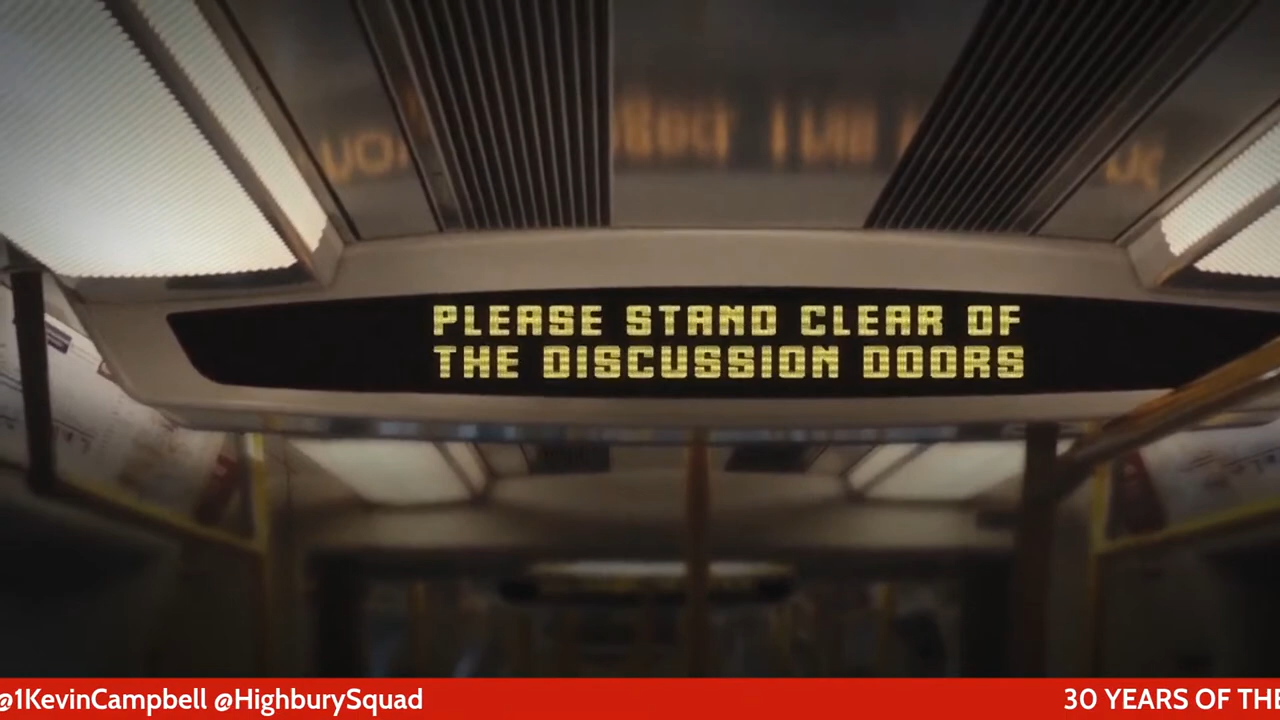 PLEASE STAND CLEAR OF
THE DISCUSSION DOORS
@1KevinCampbell @HighburySquad
30 YEARS OF THE